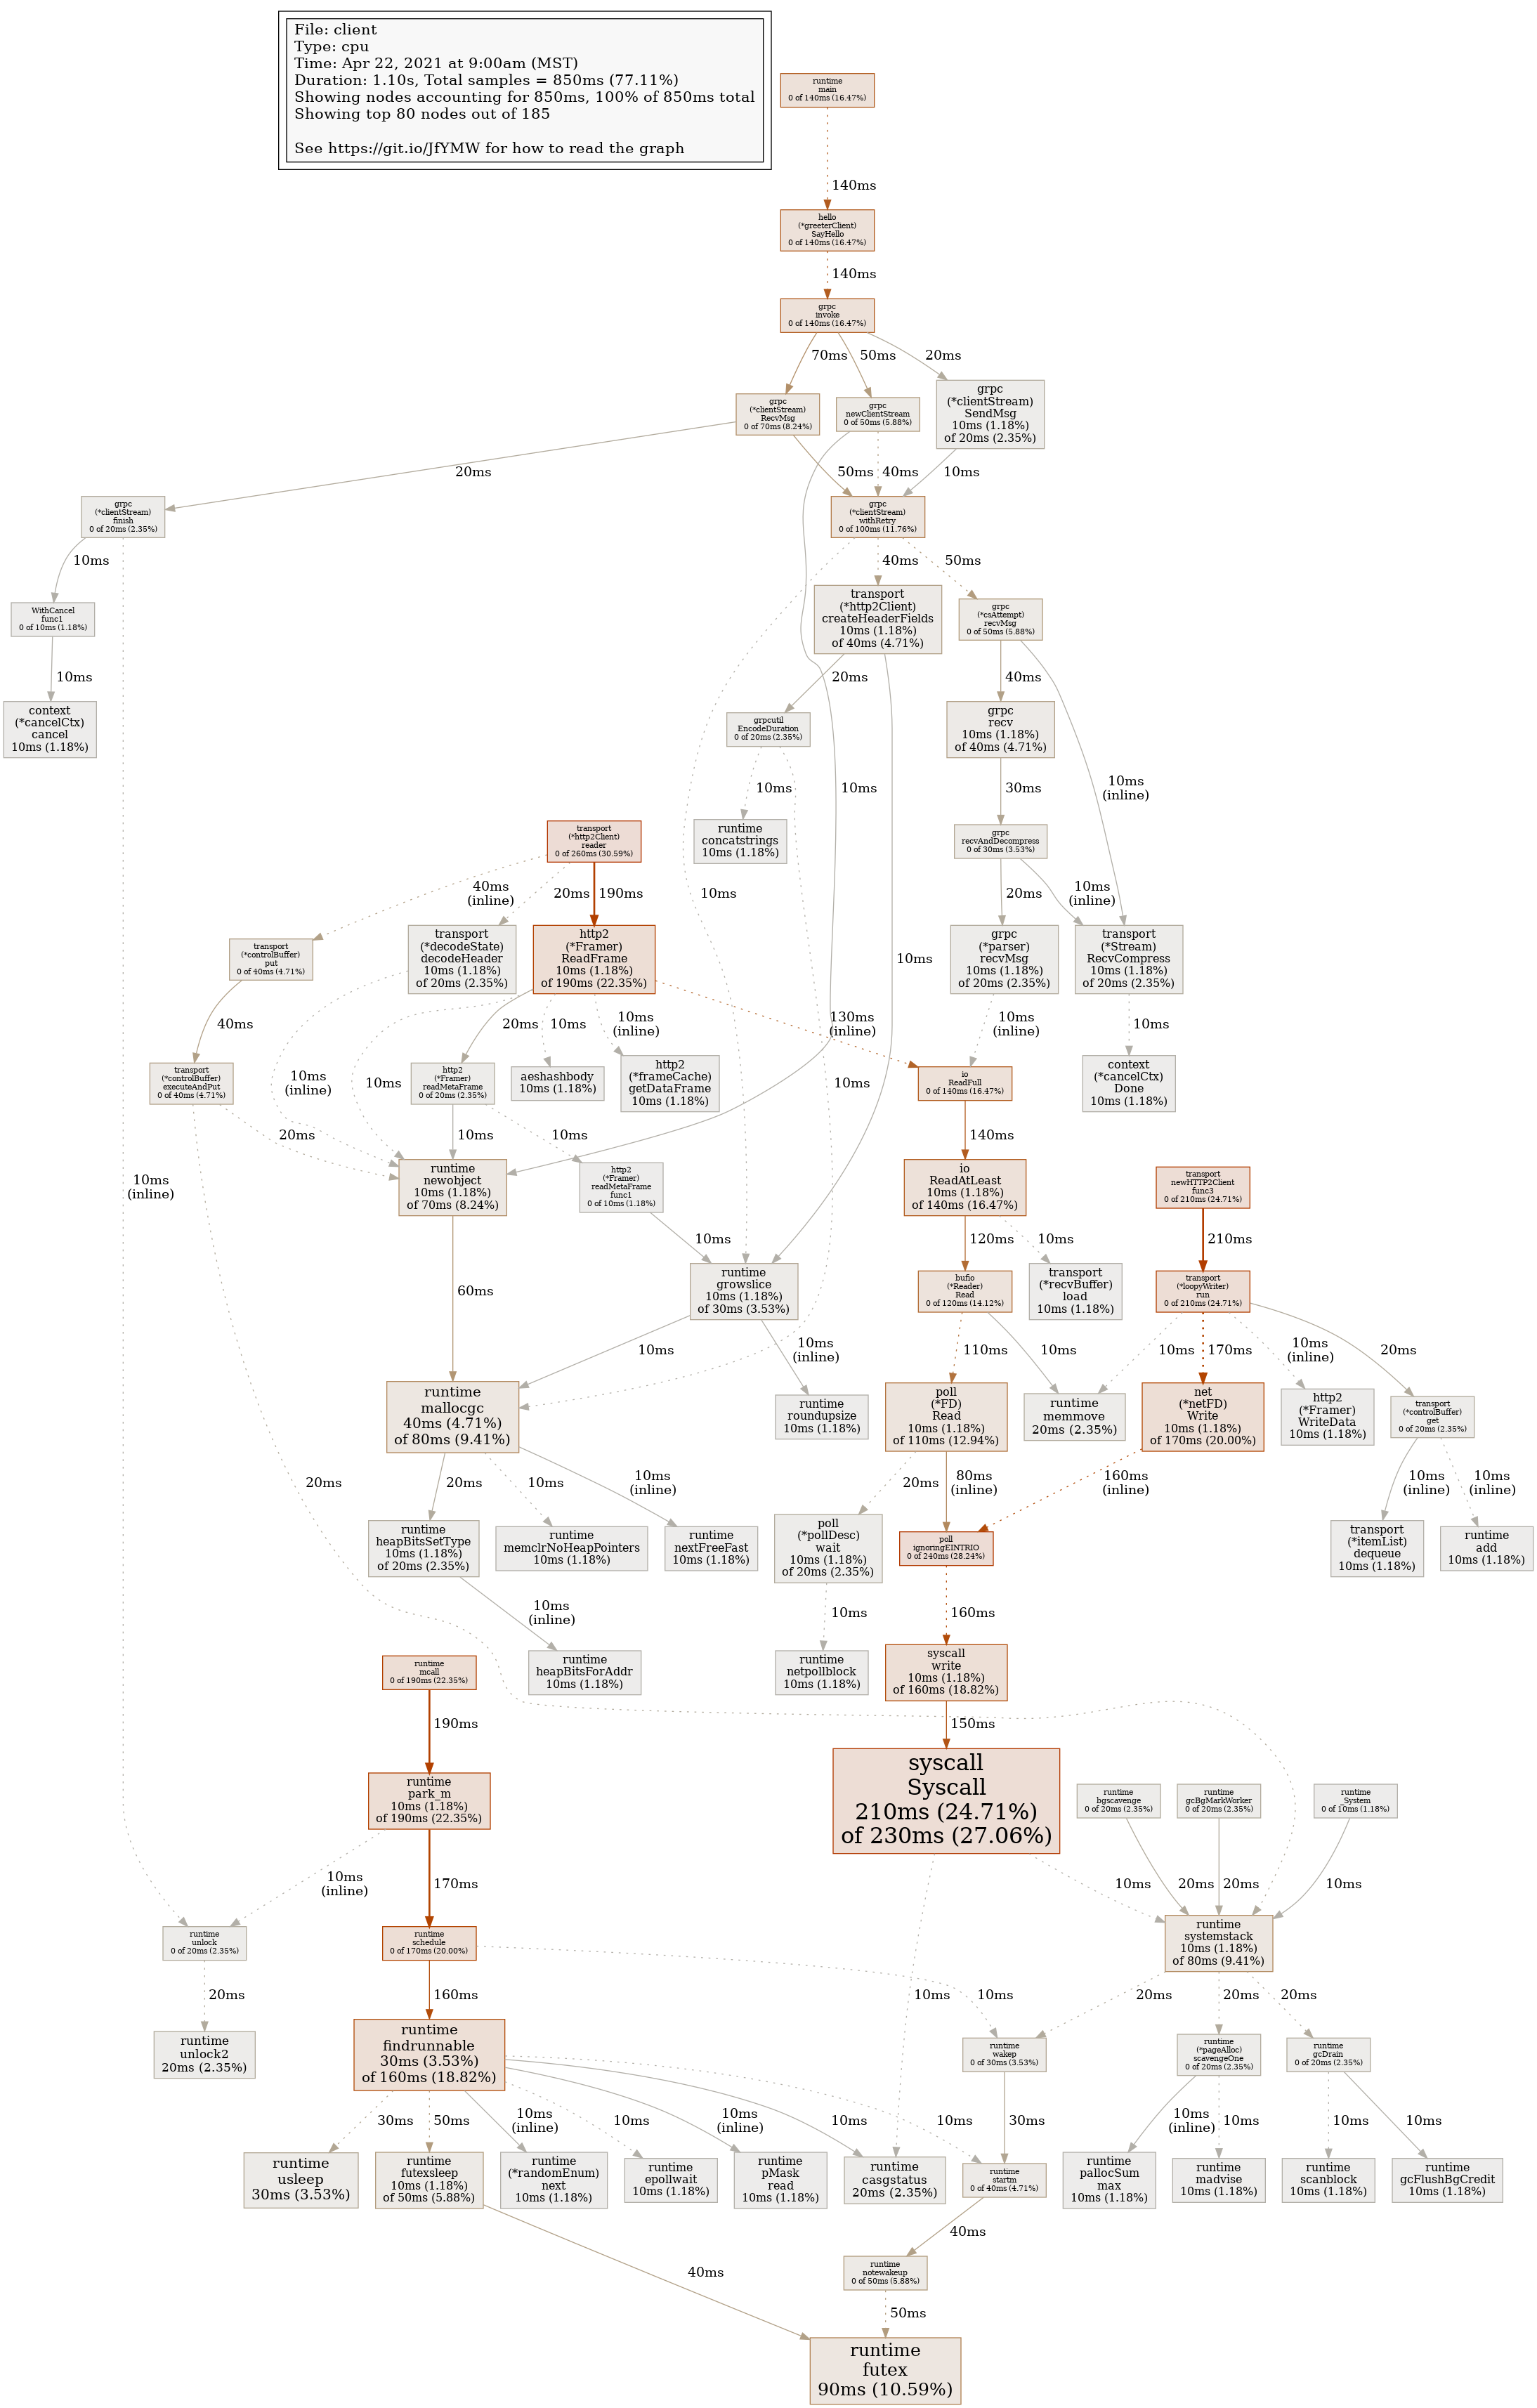 File: client
Type: cpu
Time: Apr 22, 2021 at 9:00am (MST)
Duration: 1.10s, Total samples = 850ms (77.11%)
Showing nodes accounting for 850ms, 100% of 850ms total
Showing top 80 nodes out of 185
See https://git.io/JfYMW for how to read the graph
runtime
main
0 of 140ms (16.47%)
140ms
hello
(*greeterClient)
SayHello
0 of 140ms (16.47%)
140ms
grpc
invoke
0 of 140ms (16.47%)
70ms
50ms
20ms
grpc
(*clientStream)
RecvMsg
0 of 70ms (8.24%)
grpc
newClientStream
0 of 50ms (5.88%)
grpc
(*clientStream)
SendMsg
10ms (1.18%)
of 20ms (2.35%)
20ms
50ms
40ms
10ms
grpc
(*clientStream)
finish
0 of 20ms (2.35%)
grpc
(*clientStream)
withRetry
0 of 100ms (11.76%)
10ms
40ms
50ms
WithCancel
func1
0 of 10ms (1.18%)
transport
(*http2Client)
createHeaderFields
10ms (1.18%)
of 40ms (4.71%)
grpc
(*csAttempt)
recvMsg
0 of 50ms (5.88%)
10ms
20ms
40ms
context
(*cancelCtx)
cancel
10ms (1.18%)
grpcutil
EncodeDuration
0 of 20ms (2.35%)
grpc
recv
10ms (1.18%)
of 40ms (4.71%)
10ms
10ms
30ms
10ms
(inline)
transport
(*http2Client)
reader
0 of 260ms (30.59%)
runtime
concatstrings
10ms (1.18%)
grpc
recvAndDecompress
0 of 30ms (3.53%)
40ms
(inline)
20ms
190ms
10ms
20ms
10ms
(inline)
transport
(*controlBuffer)
put
0 of 40ms (4.71%)
transport
(*decodeState)
decodeHeader
10ms (1.18%)
of 20ms (2.35%)
http2
(*Framer)
ReadFrame
10ms (1.18%)
of 190ms (22.35%)
10ms
grpc
(*parser)
recvMsg
10ms (1.18%)
of 20ms (2.35%)
transport
(*Stream)
RecvCompress
10ms (1.18%)
of 20ms (2.35%)
40ms
20ms
10ms
10ms
(inline)
130ms
(inline)
10ms
(inline)
10ms
transport
(*controlBuffer)
executeAndPut
0 of 40ms (4.71%)
10ms
(inline)
10ms
http2
(*Framer)
readMetaFrame
0 of 20ms (2.35%)
aeshashbody
10ms (1.18%)
http2
(*frameCache)
getDataFrame
10ms (1.18%)
10ms
io
ReadFull
0 of 140ms (16.47%)
context
(*cancelCtx)
Done
10ms (1.18%)
20ms
10ms
10ms
140ms
10ms
(inline)
runtime
newobject
10ms (1.18%)
of 70ms (8.24%)
http2
(*Framer)
readMetaFrame
func1
0 of 10ms (1.18%)
io
ReadAtLeast
10ms (1.18%)
of 140ms (16.47%)
transport
newHTTP2Client
func3
0 of 210ms (24.71%)
10ms
120ms
10ms
210ms
60ms
runtime
growslice
10ms (1.18%)
of 30ms (3.53%)
bufio
(*Reader)
Read
0 of 120ms (14.12%)
transport
(*recvBuffer)
load
10ms (1.18%)
transport
(*loopyWriter)
run
0 of 210ms (24.71%)
10ms
10ms
(inline)
110ms
10ms
10ms
170ms
10ms
(inline)
20ms
runtime
mallocgc
40ms (4.71%)
of 80ms (9.41%)
runtime
roundupsize
10ms (1.18%)
poll
(*FD)
Read
10ms (1.18%)
of 110ms (12.94%)
runtime
memmove
20ms (2.35%)
net
(*netFD)
Write
10ms (1.18%)
of 170ms (20.00%)
http2
(*Framer)
WriteData
10ms (1.18%)
transport
(*controlBuffer)
get
0 of 20ms (2.35%)
20ms
20ms
10ms
10ms
(inline)
20ms
80ms
(inline)
160ms
(inline)
10ms
(inline)
10ms
(inline)
runtime
heapBitsSetType
10ms (1.18%)
of 20ms (2.35%)
runtime
memclrNoHeapPointers
10ms (1.18%)
runtime
nextFreeFast
10ms (1.18%)
poll
(*pollDesc)
wait
10ms (1.18%)
of 20ms (2.35%)
poll
ignoringEINTRIO
0 of 240ms (28.24%)
transport
(*itemList)
dequeue
10ms (1.18%)
runtime
add
10ms (1.18%)
10ms
(inline)
10ms
160ms
runtime
mcall
0 of 190ms (22.35%)
runtime
heapBitsForAddr
10ms (1.18%)
runtime
netpollblock
10ms (1.18%)
syscall
write
10ms (1.18%)
of 160ms (18.82%)
190ms
150ms
runtime
park_m
10ms (1.18%)
of 190ms (22.35%)
syscall
Syscall
210ms (24.71%)
of 230ms (27.06%)
runtime
bgscavenge
0 of 20ms (2.35%)
runtime
gcBgMarkWorker
0 of 20ms (2.35%)
runtime
_System
0 of 10ms (1.18%)
10ms
(inline)
170ms
10ms
20ms
20ms
10ms
runtime
unlock
0 of 20ms (2.35%)
runtime
schedule
0 of 170ms (20.00%)
runtime
systemstack
10ms (1.18%)
of 80ms (9.41%)
20ms
160ms
10ms
10ms
20ms
20ms
20ms
runtime
unlock2
20ms (2.35%)
runtime
findrunnable
30ms (3.53%)
of 160ms (18.82%)
runtime
wakep
0 of 30ms (3.53%)
runtime
(*pageAlloc)
scavengeOne
0 of 20ms (2.35%)
runtime
gcDrain
0 of 20ms (2.35%)
30ms
50ms
10ms
(inline)
10ms
10ms
(inline)
10ms
10ms
30ms
10ms
(inline)
10ms
10ms
10ms
runtime
usleep
30ms (3.53%)
runtime
futexsleep
10ms (1.18%)
of 50ms (5.88%)
runtime
(*randomEnum)
next
10ms (1.18%)
runtime
epollwait
10ms (1.18%)
runtime
pMask
read
10ms (1.18%)
runtime
casgstatus
20ms (2.35%)
runtime
startm
0 of 40ms (4.71%)
runtime
pallocSum
max
10ms (1.18%)
runtime
madvise
10ms (1.18%)
runtime
scanblock
10ms (1.18%)
runtime
gcFlushBgCredit
10ms (1.18%)
40ms
40ms
runtime
notewakeup
0 of 50ms (5.88%)
50ms
runtime
futex
90ms (10.59%)